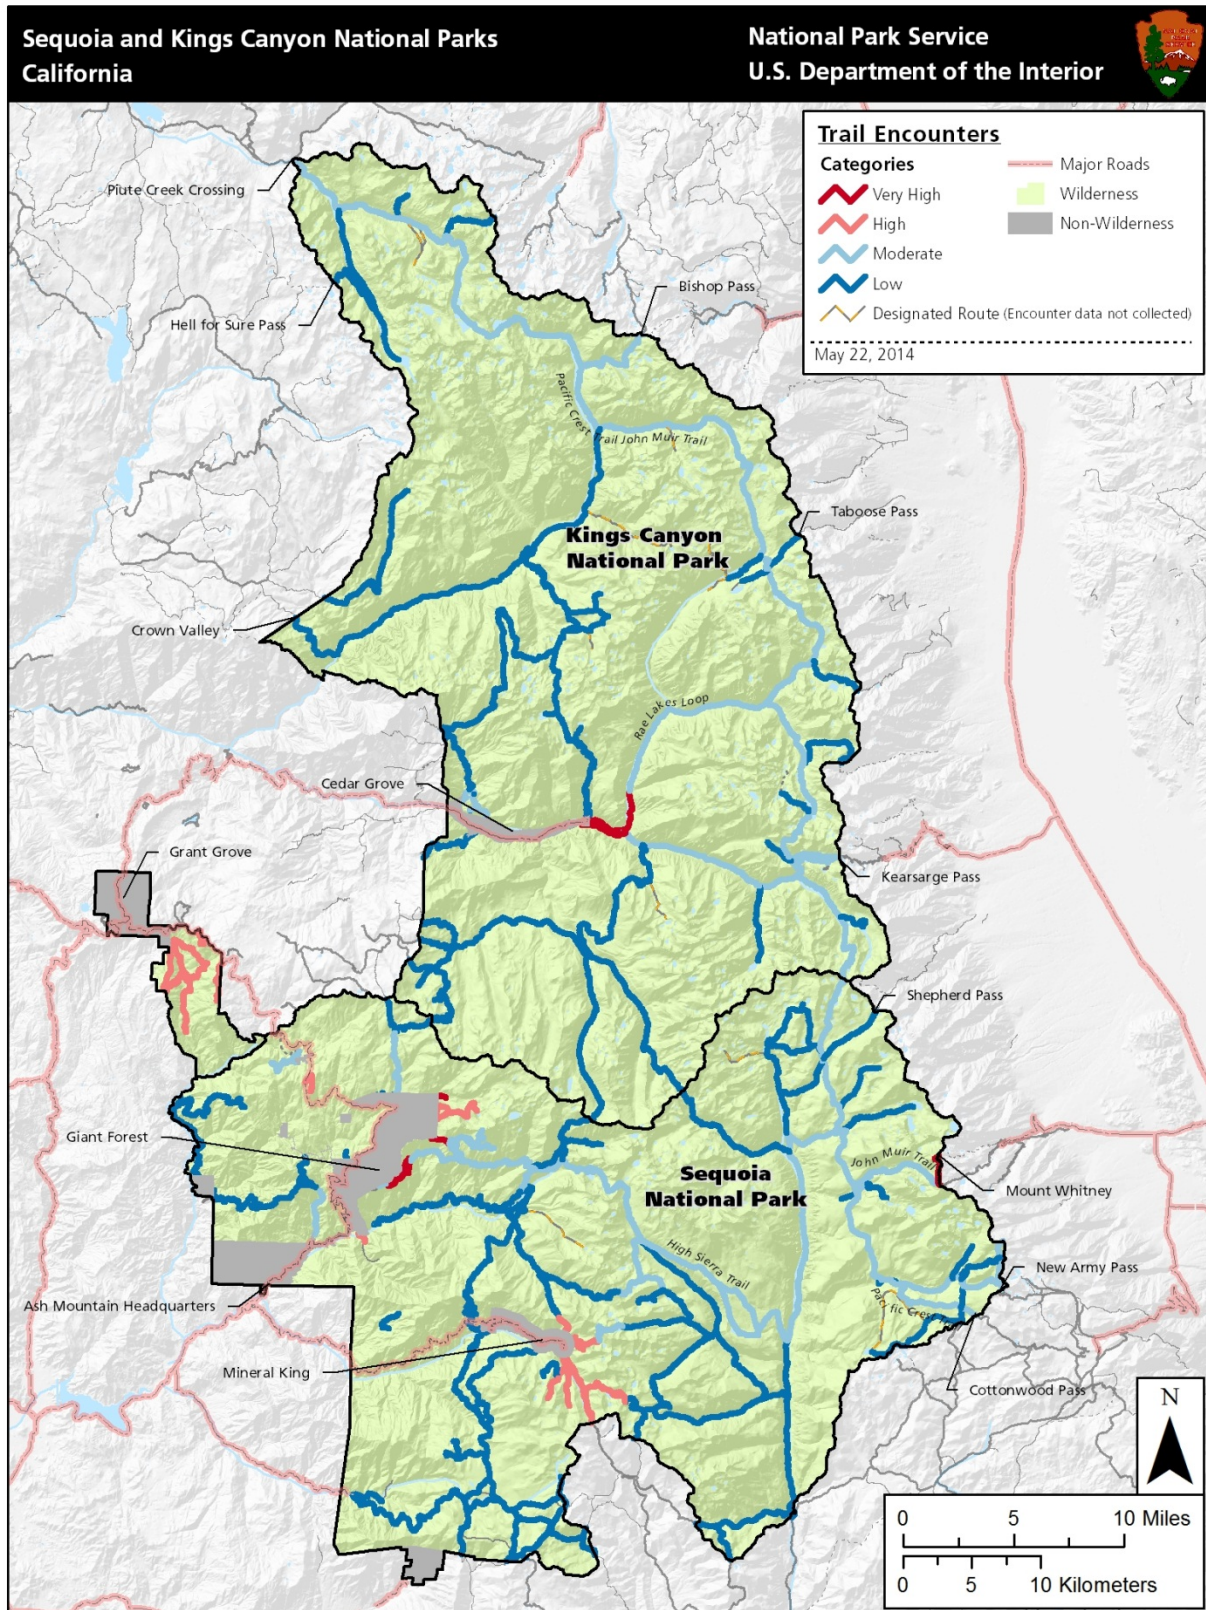 Sequoia and Kings Canyon National Parks
California
National Park Service
U.S. Department of the Interior
Trail Encounters
Categories
Very High
High
Moderate
Low
Designated Route (Encounter data not collected)
Major Roads
Wilderness
Non-Wilderness
May 22, 2014
Piute Creek Crossing
Bishop Pass
Hell for Sure Pass
Pacific Crest Trail John Muir Trail
Taboose Pass
Kings Canyon
National Park
Crown Valley
Rae Lakes Loop
Cedar Grove
Grant Grove
Kearsarge Pass
Shepherd Pass
Giant Forest
John Muir Trail
Sequoia
National Park
Mount Whitney
High Sierra Trail
New Army Pass
Ash Mountain Headquarters
Pacific Crest
Mineral King
Cottonwood Pass
N
0 5 10 Miles
0 5 10 Kilometers